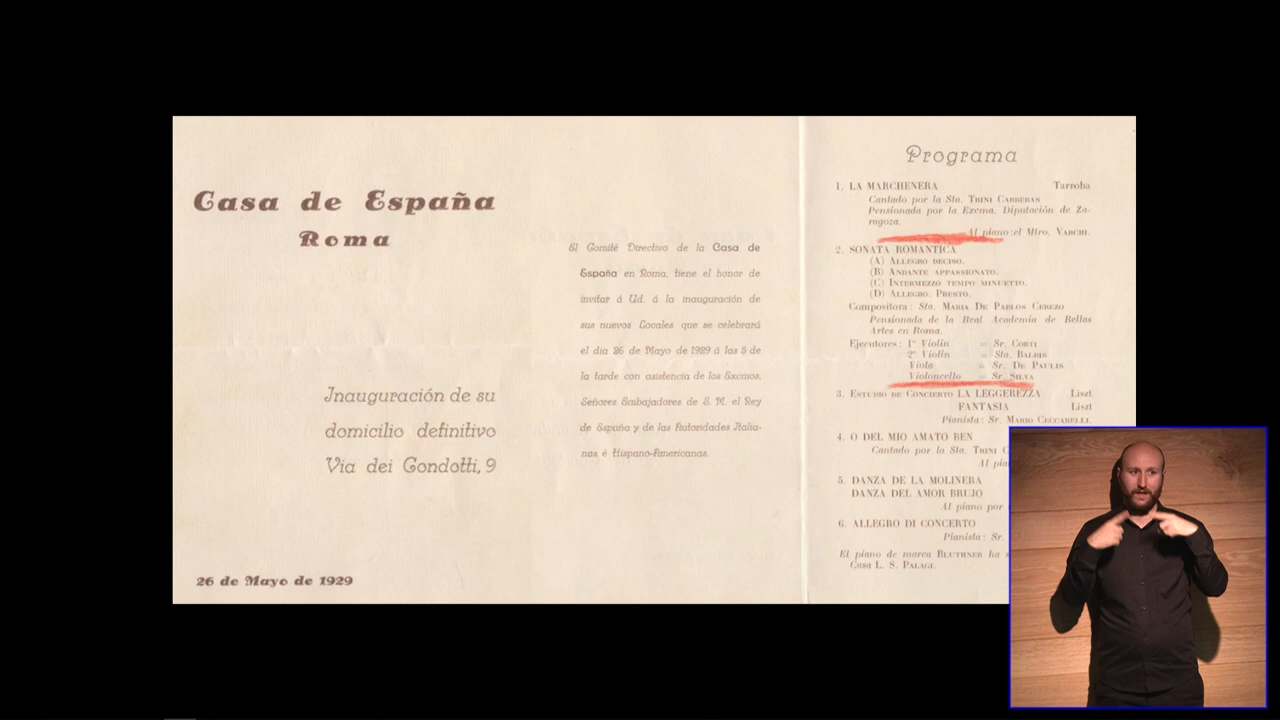 Casa de España
Roma
Inauguración de su
domicilio definitivo
Via dei Condotti, 9
26 de Mayo de 1929
El Comité Directivo de la Casa de
España en Roma, tiene el honor de
invitar á Ud. á la inauguración de
sus nuevos Locales que se celebrará
el dia 26 de Mayo de 1929 á las 5 de
la tarde con asistencia de los Excmos.
Señores Embajadores de S. M. el Rey
de España y de las Autoridades Italia-
nas é Hispano-Americanas.
Programa
1. LA MARCHENERA Tarroba
Cantado por la Sta. TRINI CARRERAS
Pensionada por la Excma. Diputación de Za-
ragoza.
Al piano: el Mtro. VARCHI.
2. SONATA ROMANTICA
(A) ALLEGRO DECISO.
(B) ANDANTE APPASSIONATO.
(C) INTERMEZZO TEMPO MINUETTO.
(D) ALLEGRO PRESTO.
Compositora: Sta. MARIA DE PABLOS CEREZO
Pensionada de la Real Academia de Bellas
Artes en Roma.
Ejecutores: 1º Violin = Sr. CORTI
2º Violin = Sta. BALBIS
Viola = Sr. DE PAULIS
Violoncello = Sr. SILVA
3. ESTUDIO DE CONCIERTO LA LEGGEREZZA Liszt
FANTASIA Liszt
Pianista: Sr. MARIO CECCARELLI.
4. O DEL MIO AMATO BEN
Cantado por la Sta. TRINI C
Al pia
5. DANZA DE LA MOLINERA
DANZA DEL AMOR BRUJO
Al piano por
6. ALLEGRO DI CONCIERTO
Pianista: Sr.
El piano de marca BLUTHNER ha s
Casa L. S. PALAGI.